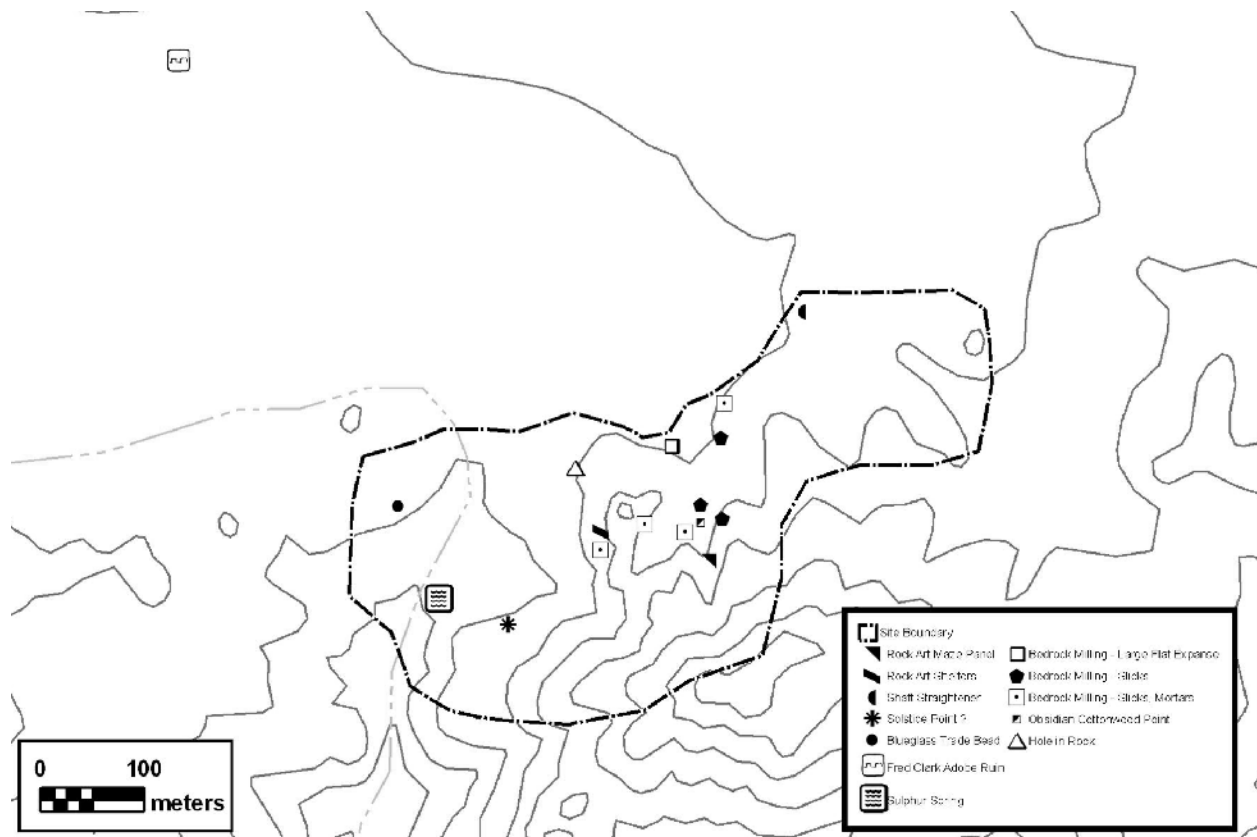 Site Boundary
Rock Art Maze Panel
Rock Art Shelters
Shaft Straightener
Solstice Point ?
Blueglass Trade Bead
Fred Clark Adobe Ruin
Sulphur Spring
Bedrock Milling - Large Flat Expanse
Bedrock Milling - Slicks
Bedrock Milling - Slicks, Mortars
Obsidian Cottonwood Point
Hole in Rock
0 100
meters